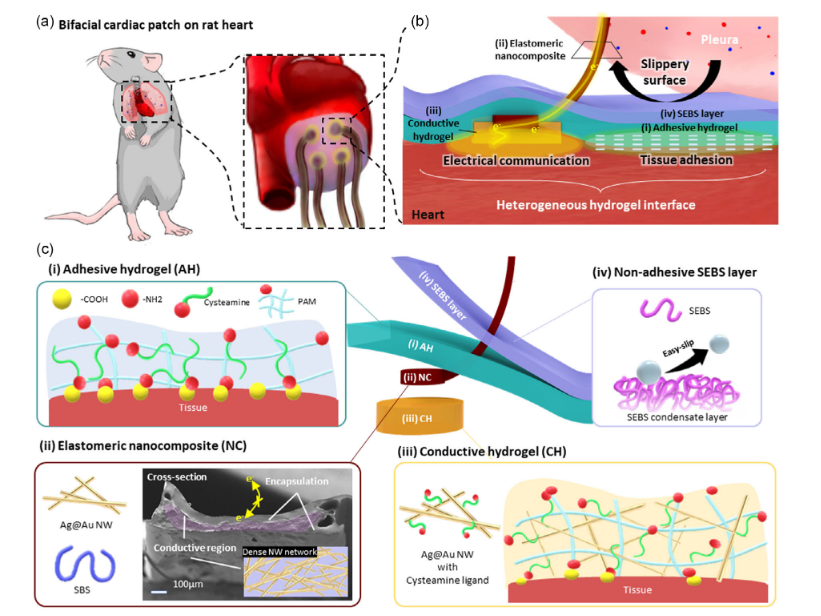 (a)
Bifacial cardiac patch on rat heart
(b)
(ii) Elastomeric
nanocomposite
Pleura
Slippery
surface
(iii)
Conductive
hydrogel
(iv) SEBS layer
(i) Adhesive hydrogel
e-
e-
Electrical communication
Tissue adhesion
Heterogeneous hydrogel interface
Heart
(c)
(i) Adhesive hydrogel (AH)
-COOH
-NH2
Cysteamine
PAM
Tissue
(iv) SEBS layer
(i) AH
(ii) NC
(iii) CH
(iv) Non-adhesive SEBS layer
SEBS
Easy-slip
SEBS condensate layer
(ii) Elastomeric nanocomposite (NC)
Ag@Au NW
SBS
Cross-section
e-
Encapsulation
e-
Conductive region
Dense NW network
100μm
(iii) Conductive hydrogel (CH)
Ag@Au NW
with
Cysteamine ligand
Tissue